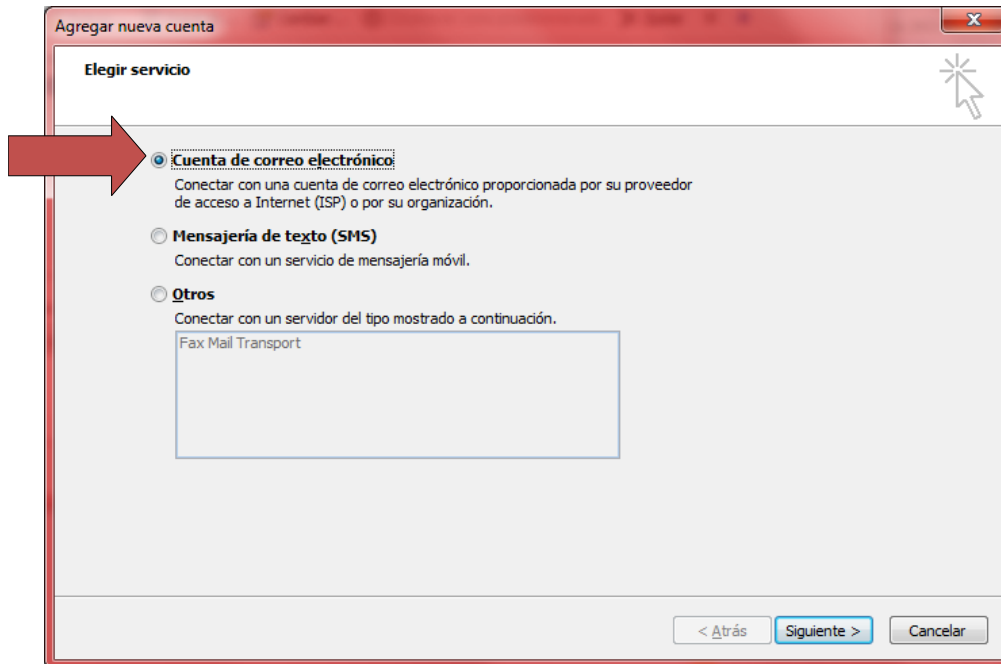 Agregar nueva cuenta
Elegir servicio
Cuenta de correo electrónico
Conectar con una cuenta de correo electrónico proporcionada por su proveedor
de acceso a Internet (ISP) o por su organización.
Mensajería de texto (SMS)
Conectar con un servicio de mensajería móvil.
Otros
Conectar con un servidor del tipo mostrado a continuación.
Fax Mail Transport
< Atrás
Siguiente >
Cancelar